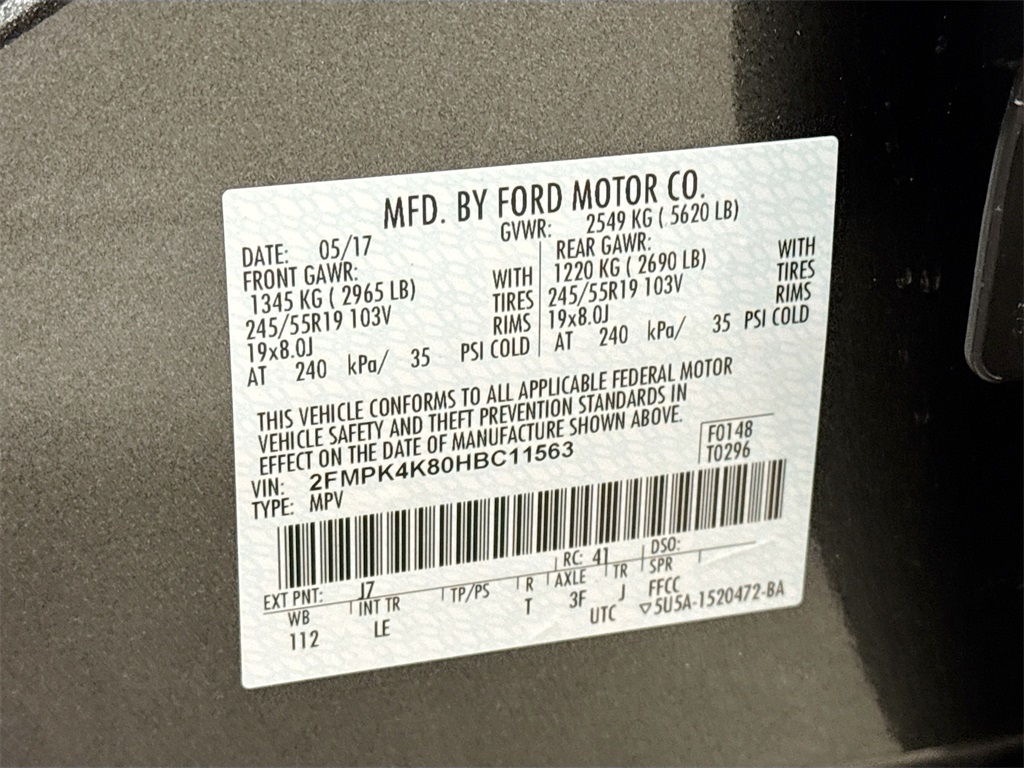 MFD. BY FORD MOTOR CO.
DATE: 05/17
GVWR: 2549 KG ( 5620 LB)
FRONT GAWR:
1345 KG ( 2965 LB) WITH
245/55R19 103V TIRES
19x8.0J RIMS
AT 240 kPa/ 35 PSI COLD
REAR GAWR: WITH
1220 KG ( 2690 LB) TIRES
245/55R19 103V RIMS
19x8.0J
AT 240 kPa/ 35 PSI COLD
THIS VEHICLE CONFORMS TO ALL APPLICABLE FEDERAL MOTOR
VEHICLE SAFETY AND THEFT PREVENTION STANDARDS IN
EFFECT ON THE DATE OF MANUFACTURE SHOWN ABOVE.
VIN: 2FMPK4K80HBC11563
TYPE: MPV
F0148
T0296
EXT PNT: J7 RC: 41 DSO:
WB INT TR TP/PS R AXLE TR SPR
112 LE T 3F J FFCC
UTC ▽5U5A-1520472-BA